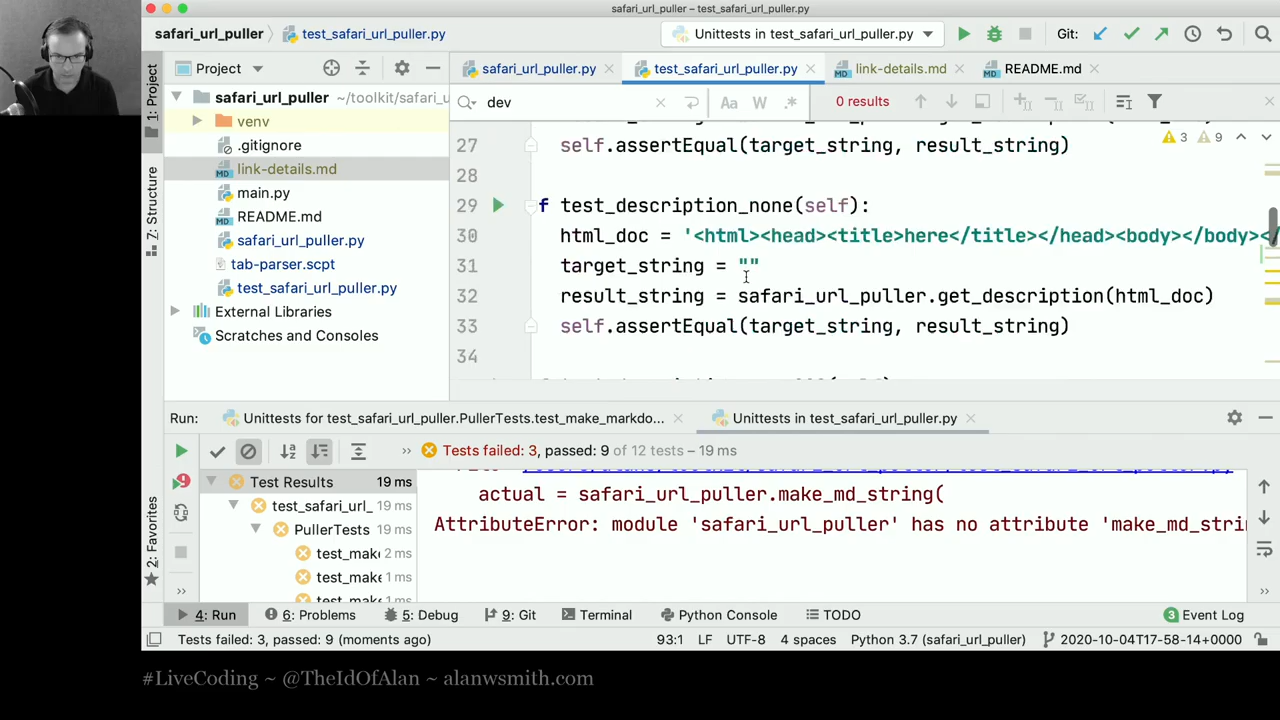 safari_url_puller – test_safari_url_puller.py
safari_url_puller
test_safari_url_puller.py
Unittests in test_safari_url_puller.py
Git:
1: Project
Project
safari_url_puller.py
test_safari_url_puller.py
link-details.md
README.md
safari_url_puller ~/toolkit/safari_u
venv
.gitignore
link-details.md
main.py
README.md
safari_url_puller.py
tab-parser.scpt
test_safari_url_puller.py
External Libraries
Scratches and Consoles
Z: Structure
2: Favorites
dev
Aa W .*
0 results
3 9
27 self.assertEqual(target_string, result_string)
28
29 f test_description_none(self):
30 html_doc = '<html><head><title>here</title></head><body></body><
31 target_string = ""
32 result_string = safari_url_puller.get_description(html_doc)
33 self.assertEqual(target_string, result_string)
34
Run:
Unittests for test_safari_url_puller.PullerTests.test_make_markdo...
Unittests in test_safari_url_puller.py
Tests failed: 3, passed: 9 of 12 tests – 19 ms
Test Results 19 ms
test_safari_url_ 19 ms
PullerTests 19 ms
test_mak 2 ms
test_mak 1 ms
actual = safari_url_puller.make_md_string(
AttributeError: module 'safari_url_puller' has no attribute 'make_md_strin
4: Run
6: Problems
5: Debug
9: Git
Terminal
Python Console
TODO
3 Event Log
Tests failed: 3, passed: 9 (moments ago)
93:1
LF
UTF-8
4 spaces
Python 3.7 (safari_url_puller)
2020-10-04T17-58-14+0000
#LiveCoding ~ @TheIdOfAlan ~ alanwsmith.com